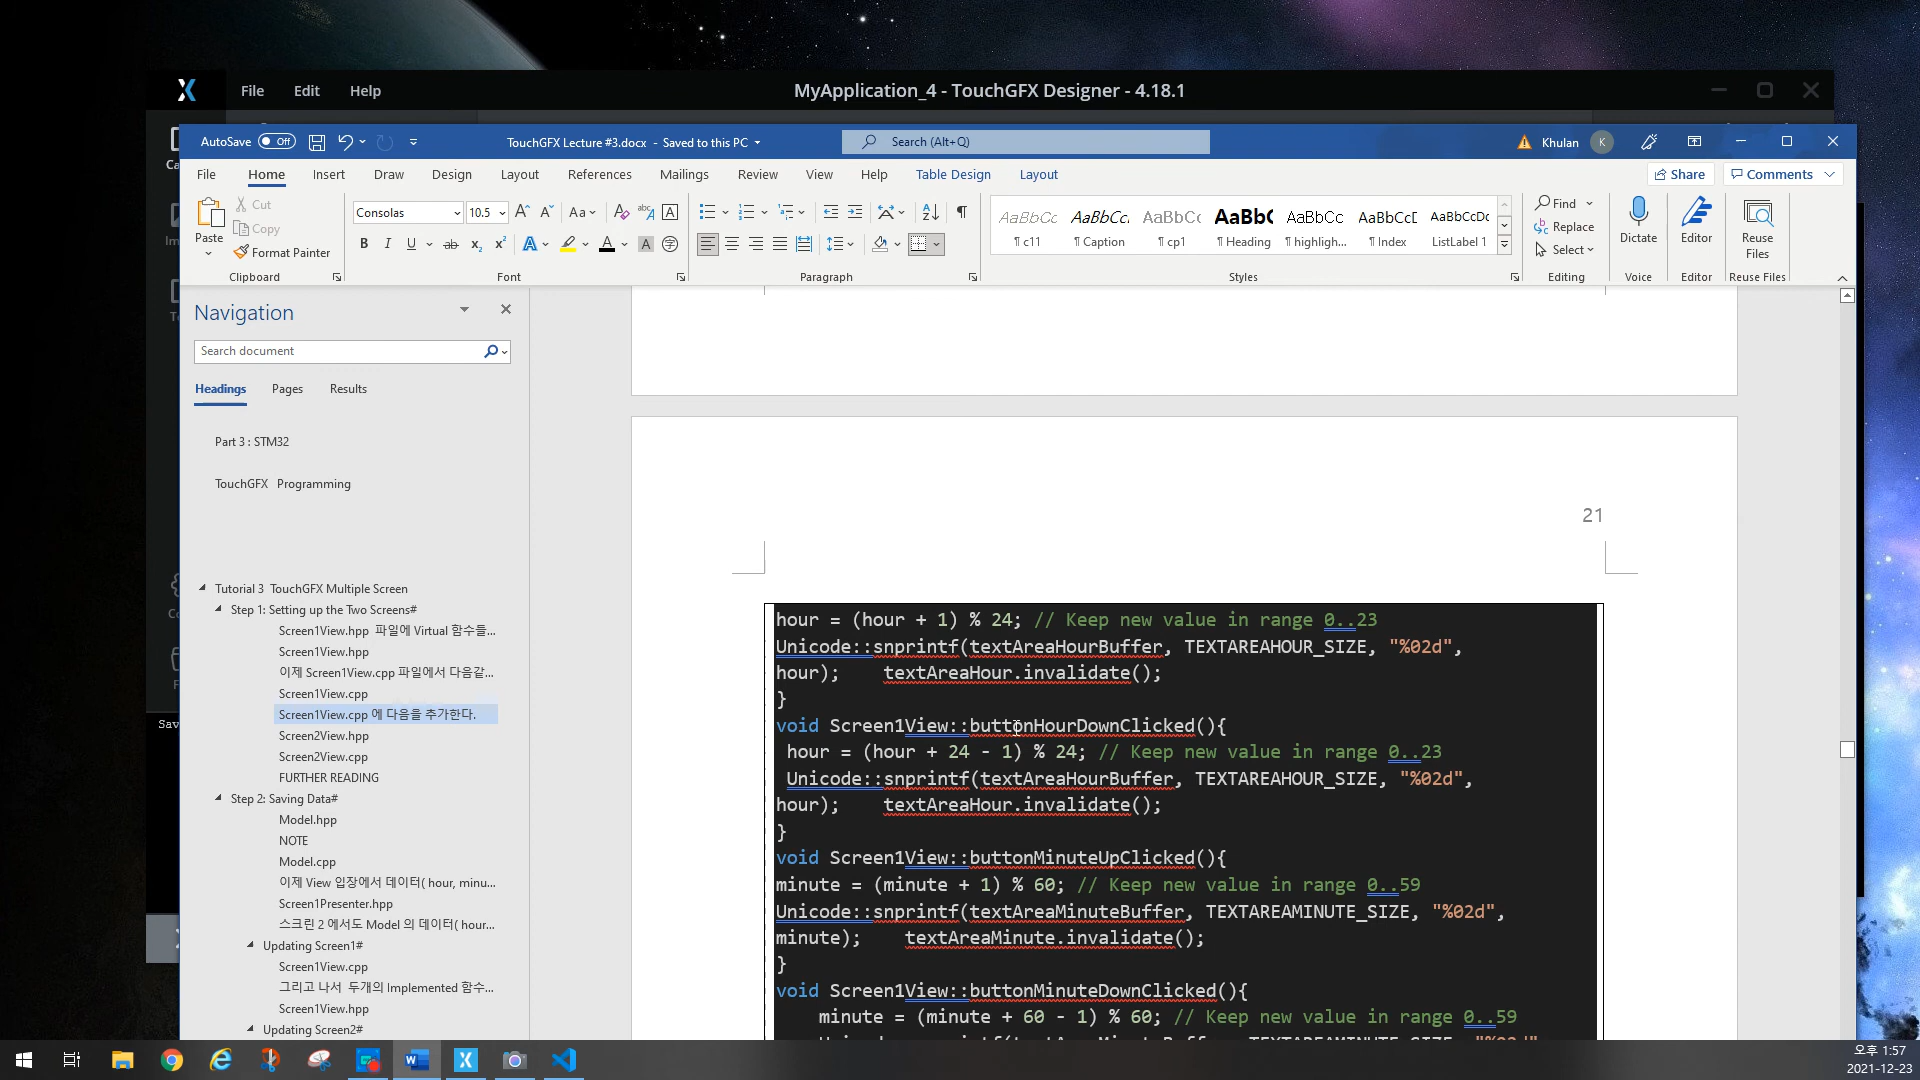 File Edit Help
MyApplication_4 - TouchGFX Designer - 4.18.1
AutoSave Off
TouchGFX Lecture #3.docx - Saved to this PC
Search (Alt+Q)
Khulan K
File Home Insert Draw Design Layout References Mailings Review View Help Table Design Layout
Share Comments
Paste
Cut
Copy
Format Painter
Clipboard
Consolas 10.5
Font
Paragraph
AaBbCc AaBbCc AaBbCc AaBb( AaBbCc AaBbCcD AaBbCcDc
¶ c11 ¶ Caption ¶ cp1 ¶ Heading ¶ highligh... ¶ Index ListLabel 1
Styles
Find
Replace
Select
Editing
Dictate
Voice
Editor
Editor
Reuse Files
Reuse Files
Navigation
Search document
Headings Pages Results
Part 3 : STM32
TouchGFX Programming
Tutorial 3 TouchGFX Multiple Screen
Step 1: Setting up the Two Screens#
Screen1View.hpp 파일에 Virtual 함수들...
Screen1View.hpp
이제 Screen1View.cpp 파일에서 다음같...
Screen1View.cpp
Screen1View.cpp 에 다음을 추가한다.
Screen2View.hpp
Screen2View.cpp
FURTHER READING
Step 2: Saving Data#
Model.hpp
NOTE
Model.cpp
이제 View 입장에서 데이터( hour, minu...
Screen1Presenter.hpp
스크린 2 에서도 Model 의 데이터( hour...
Updating Screen1#
Screen1View.cpp
그리고 나서 두개의 Implemented 함수...
Screen1View.hpp
Updating Screen2#
21
hour = (hour + 1) % 24; // Keep new value in range 0..23
Unicode::snprintf(textAreaHourBuffer, TEXTAREAHOUR_SIZE, "%02d",
hour); textAreaHour.invalidate();
}
void Screen1View::buttonHourDownClicked(){
hour = (hour + 24 - 1) % 24; // Keep new value in range 0..23
Unicode::snprintf(textAreaHourBuffer, TEXTAREAHOUR_SIZE, "%02d",
hour); textAreaHour.invalidate();
}
void Screen1View::buttonMinuteUpClicked(){
minute = (minute + 1) % 60; // Keep new value in range 0..59
Unicode::snprintf(textAreaMinuteBuffer, TEXTAREAMINUTE_SIZE, "%02d",
minute); textAreaMinute.invalidate();
}
void Screen1View::buttonMinuteDownClicked(){
minute = (minute + 60 - 1) % 60; // Keep new value in range 0..59
오후 1:57
2021-12-23